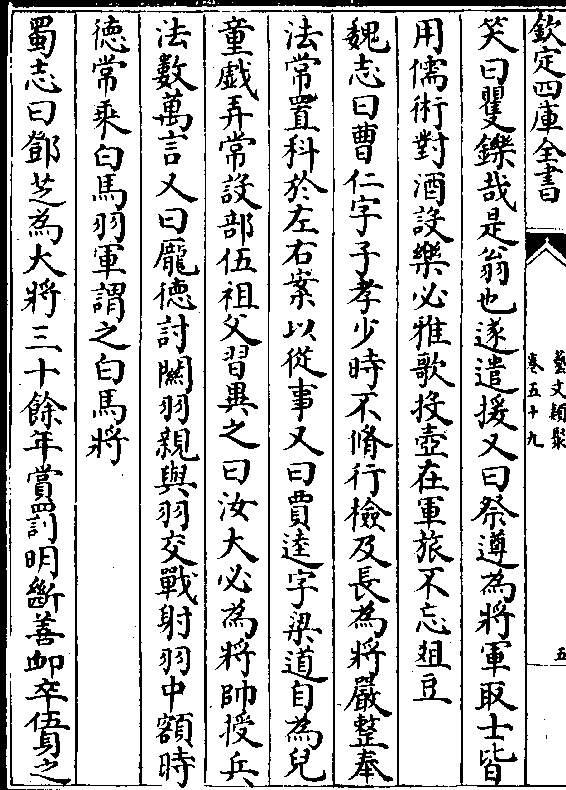 欽定四庫全書
藝文類聚
卷五十九
五
笑曰矍鑠哉是翁也遂遣援又曰祭遵為將軍取士皆
用儒術對酒設樂必雅歌投壺在軍旅不忘俎豆
魏志曰曹仁字子孝少時不脩行檢及長為將嚴整奉
法常置科於左右案以從事又曰賈逵字梁道自為兒
童戲弄常設部伍祖父習異之曰汝大必為將帥授兵
法數萬言又曰龐徳討關羽親與羽交戰射羽中額時
徳常乘白馬羽軍謂之白馬將
蜀志曰鄧芝為大將三十餘年賞罰明斷善卹卒伍身之